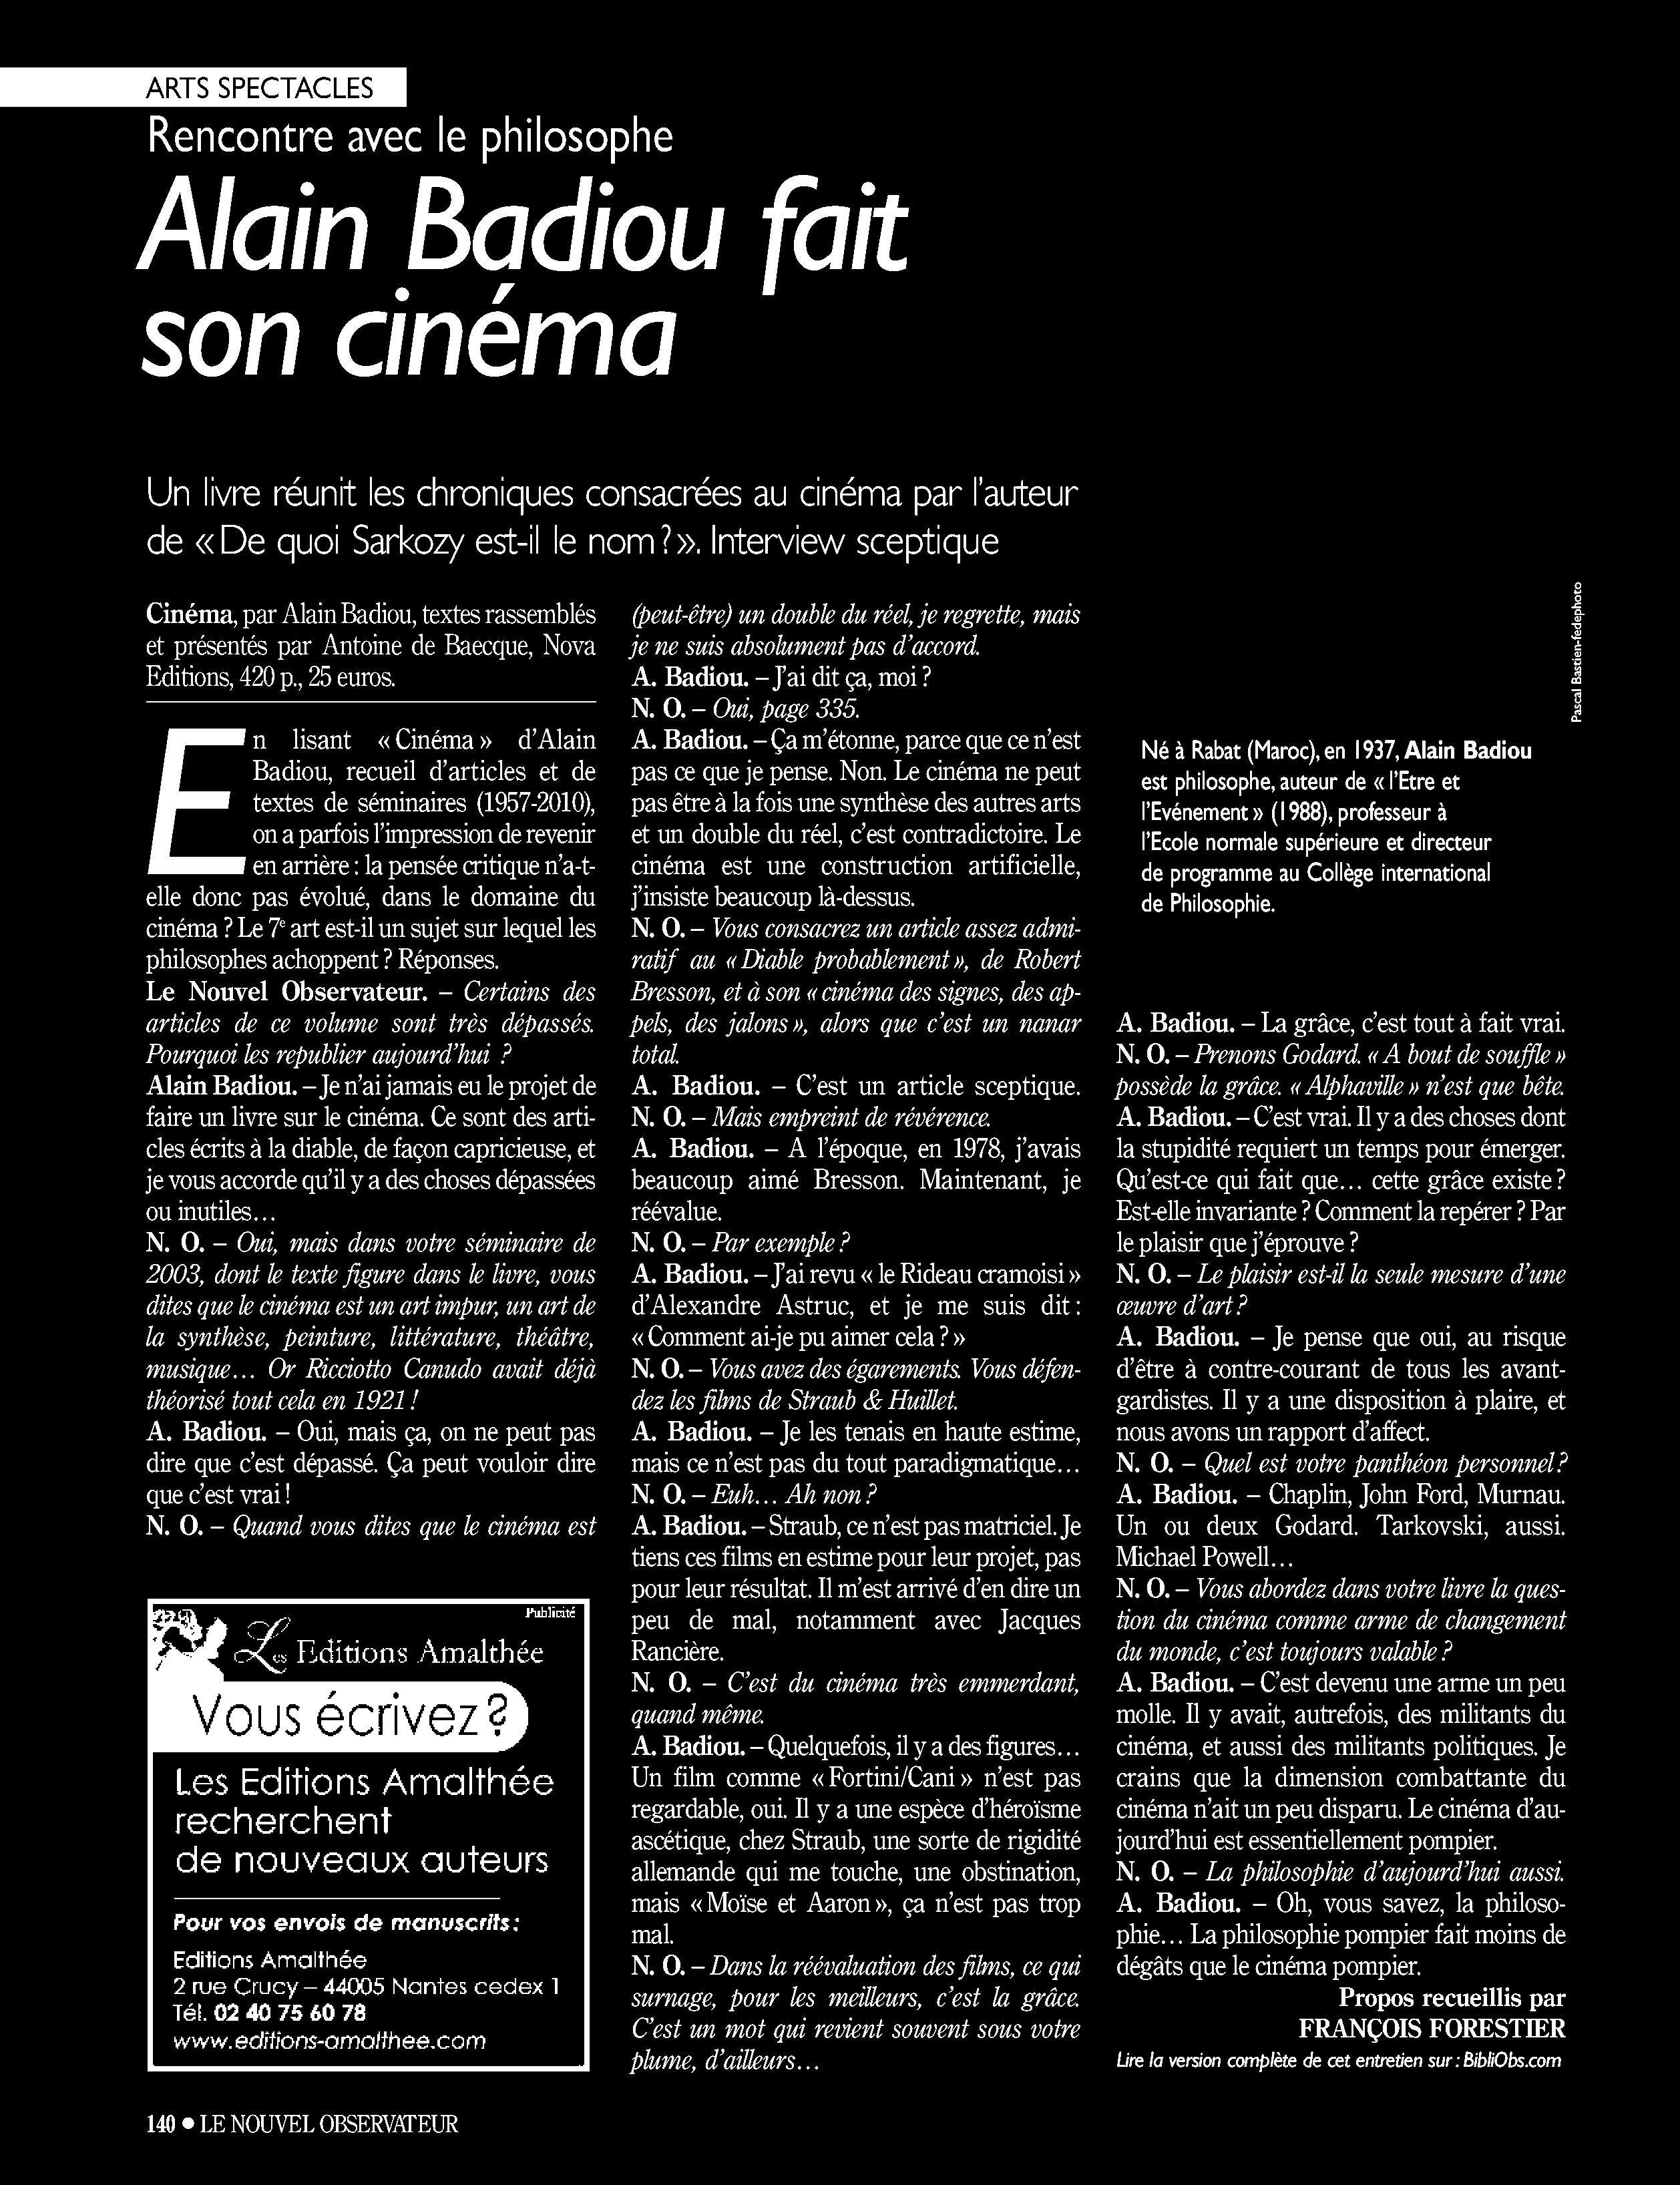 ARTS SPECTACLES
Rencontre avec le philosophe
Alain Badiou fait
son cinéma
Un livre réunit les chroniques consacrées au cinéma par l'auteur
de « De quoi Sarkozy est-il le nom ? ». Interview sceptique
Cinéma, par Alain Badiou, textes rassemblés
et présentés par Antoine de Baecque, Nova
Editions, 420 p., 25 euros.
En lisant « Cinéma » d'Alain
Badiou, recueil d'articles et de
textes de séminaires (1957-2010),
on a parfois l'impression de revenir
en arrière : la pensée critique n'a-t-
elle donc pas évolué, dans le domaine du
cinéma ? Le 7e art est-il un sujet sur lequel les
philosophes achoppent ? Réponses.
Le Nouvel Observateur. – Certains des
articles de ce volume sont très dépassés.
Pourquoi les republier aujourd'hui ?
Alain Badiou. – Je n'ai jamais eu le projet de
faire un livre sur le cinéma. Ce sont des arti-
cles écrits à la diable, de façon capricieuse, et
je vous accorde qu'il y a des choses dépassées
ou inutiles…
N. O. – Oui, mais dans votre séminaire de
2003, dont le texte figure dans le livre, vous
dites que le cinéma est un art impur, un art de
la synthèse, peinture, littérature, théâtre,
musique… Or Ricciotto Canudo avait déjà
théorisé tout cela en 1921 !
A. Badiou. – Oui, mais ça, on ne peut pas
dire que c'est dépassé. Ça peut vouloir dire
que c'est vrai !
N. O. – Quand vous dites que le cinéma est
Publicité
Les Editions Amalthée
Vous écrivez ?
Les Editions Amalthée
recherchent
de nouveaux auteurs
Pour vos envois de manuscrits :
Editions Amalthée
2 rue Crucy – 44005 Nantes cedex 1
Tél. 02 40 75 60 78
www.editions-amalthee.com
(peut-être) un double du réel, je regrette, mais
je ne suis absolument pas d'accord.
A. Badiou. – J'ai dit ça, moi ?
N. O. – Oui, page 335.
A. Badiou. – Ça m'étonne, parce que ce n'est
pas ce que je pense. Non. Le cinéma ne peut
pas être à la fois une synthèse des autres arts
et un double du réel, c'est contradictoire. Le
cinéma est une construction artificielle,
j'insiste beaucoup là-dessus.
N. O. – Vous consacrez un article assez admi-
ratif au « Diable probablement », de Robert
Bresson, et à son « cinéma des signes, des ap-
pels, des jalons », alors que c'est un nanar
total.
A. Badiou. – C'est un article sceptique.
N. O. – Mais empreint de révérence.
A. Badiou. – A l'époque, en 1978, j'avais
beaucoup aimé Bresson. Maintenant, je
réévalue.
N. O. – Par exemple ?
A. Badiou. – J'ai revu « le Rideau cramoisi »
d'Alexandre Astruc, et je me suis dit :
« Comment ai-je pu aimer cela ? »
N. O. – Vous avez des égarements. Vous défen-
dez les films de Straub & Huillet.
A. Badiou. – Je les tenais en haute estime,
mais ce n'est pas du tout paradigmatique…
N. O. – Euh… Ah non ?
A. Badiou. – Straub, ce n'est pas matriciel. Je
tiens ces films en estime pour leur projet, pas
pour leur résultat. Il m'est arrivé d'en dire un
peu de mal, notamment avec Jacques
Rancière.
N. O. – C'est du cinéma très emmerdant,
quand même.
A. Badiou. – Quelquefois, il y a des figures…
Un film comme « Fortini/Cani » n'est pas
regardable, oui. Il y a une espèce d'héroïsme
ascétique, chez Straub, une sorte de rigidité
allemande qui me touche, une obstination,
mais « Moïse et Aaron », ça n'est pas trop
mal.
N. O. – Dans la réévaluation des films, ce qui
surnage, pour les meilleurs, c'est la grâce.
C'est un mot qui revient souvent sous votre
plume, d'ailleurs…
Pascal Bastien-fedephoto
Né à Rabat (Maroc), en 1937, Alain Badiou
est philosophe, auteur de « l'Etre et
l'Evénement » (1988), professeur à
l'Ecole normale supérieure et directeur
de programme au Collège international
de Philosophie.
A. Badiou. – La grâce, c'est tout à fait vrai.
N. O. – Prenons Godard. « A bout de souffle »
possède la grâce. « Alphaville » n'est que bête.
A. Badiou. – C'est vrai. Il y a des choses dont
la stupidité requiert un temps pour émerger.
Qu'est-ce qui fait que… cette grâce existe ?
Est-elle invariante ? Comment la repérer ? Par
le plaisir que j'éprouve ?
N. O. – Le plaisir est-il la seule mesure d'une
œuvre d'art ?
A. Badiou. – Je pense que oui, au risque
d'être à contre-courant de tous les avant-
gardistes. Il y a une disposition à plaire, et
nous avons un rapport d'affect.
N. O. – Quel est votre panthéon personnel ?
A. Badiou. – Chaplin, John Ford, Murnau.
Un ou deux Godard. Tarkovski, aussi.
Michael Powell…
N. O. – Vous abordez dans votre livre la ques-
tion du cinéma comme arme de changement
du monde, c'est toujours valable ?
A. Badiou. – C'est devenu une arme un peu
molle. Il y avait, autrefois, des militants du
cinéma, et aussi des militants politiques. Je
crains que la dimension combattante du
cinéma n'ait un peu disparu. Le cinéma d'au-
jourd'hui est essentiellement pompier.
N. O. – La philosophie d'aujourd'hui aussi.
A. Badiou. – Oh, vous savez, la philoso-
phie… La philosophie pompier fait moins de
dégâts que le cinéma pompier.
Propos recueillis par
FRANÇOIS FORESTIER
Lire la version complète de cet entretien sur : BibliObs.com
140 • LE NOUVEL OBSERVATEUR